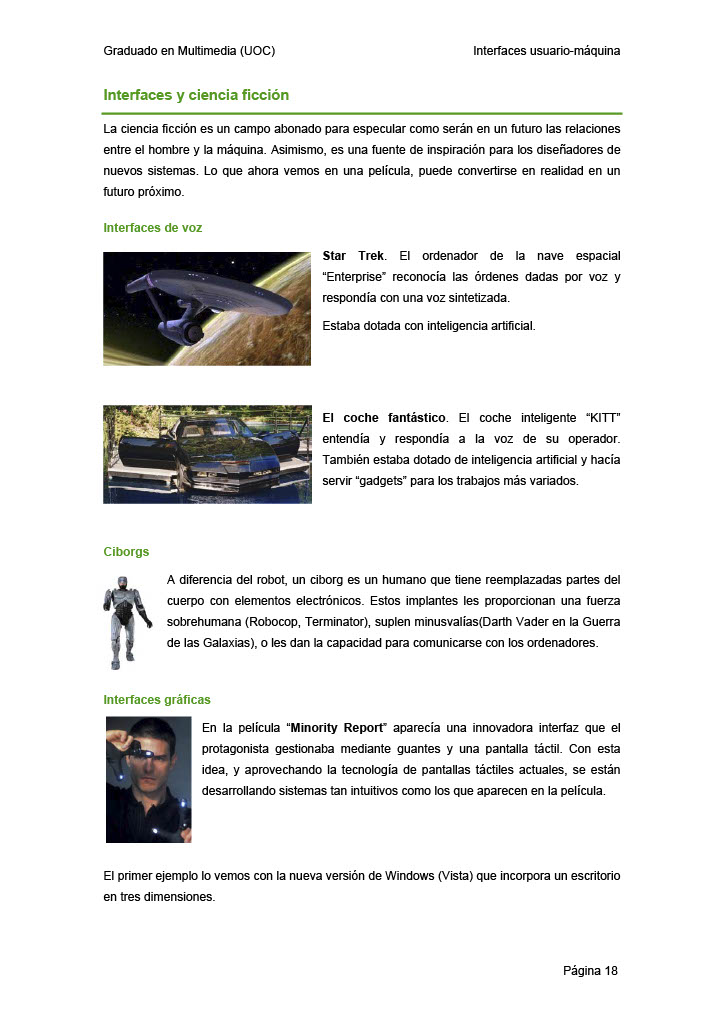 Graduado en Multimedia (UOC) Interfaces usuario-máquina
Interfaces y ciencia ficción
La ciencia ficción es un campo abonado para especular como serán en un futuro las relaciones
entre el hombre y la máquina. Asimismo, es una fuente de inspiración para los diseñadores de
nuevos sistemas. Lo que ahora vemos en una película, puede convertirse en realidad en un
futuro próximo.
Interfaces de voz
Star Trek. El ordenador de la nave espacial
“Enterprise” reconocía las órdenes dadas por voz y
respondía con una voz sintetizada.
Estaba dotada con inteligencia artificial.
El coche fantástico. El coche inteligente “KITT”
entendía y respondía a la voz de su operador.
También estaba dotado de inteligencia artificial y hacía
servir “gadgets” para los trabajos más variados.
Ciborgs
A diferencia del robot, un ciborg es un humano que tiene reemplazadas partes del
cuerpo con elementos electrónicos. Estos implantes les proporcionan una fuerza
sobrehumana (Robocop, Terminator), suplen minusvalías(Darth Vader en la Guerra
de las Galaxias), o les dan la capacidad para comunicarse con los ordenadores.
Interfaces gráficas
En la película “Minority Report” aparecía una innovadora interfaz que el
protagonista gestionaba mediante guantes y una pantalla táctil. Con esta
idea, y aprovechando la tecnología de pantallas táctiles actuales, se están
desarrollando sistemas tan intuitivos como los que aparecen en la película.
El primer ejemplo lo vemos con la nueva versión de Windows (Vista) que incorpora un escritorio
en tres dimensiones.
Página 18